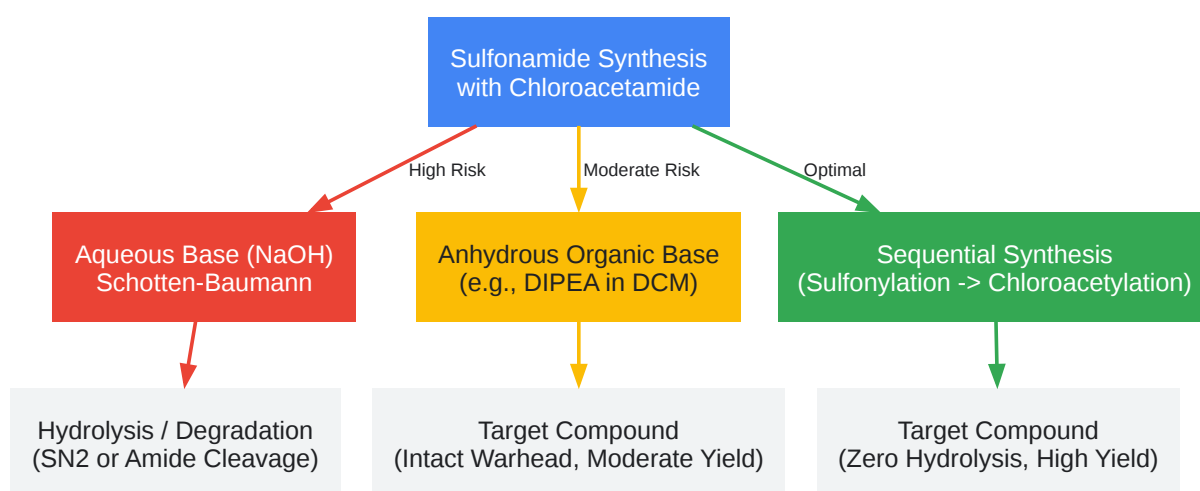 Sulfonamide Synthesis
with Chloroacetamide
High Risk
Moderate Risk
Optimal
Aqueous Base (NaOH)
Schotten-Baumann
Anhydrous Organic Base
(e.g., DIPEA in DCM)
Sequential Synthesis
(Sulfonylation -> Chloroacetylation)
Hydrolysis / Degradation
(SN2 or Amide Cleavage)
Target Compound
(Intact Warhead, Moderate Yield)
Target Compound
(Zero Hydrolysis, High Yield)